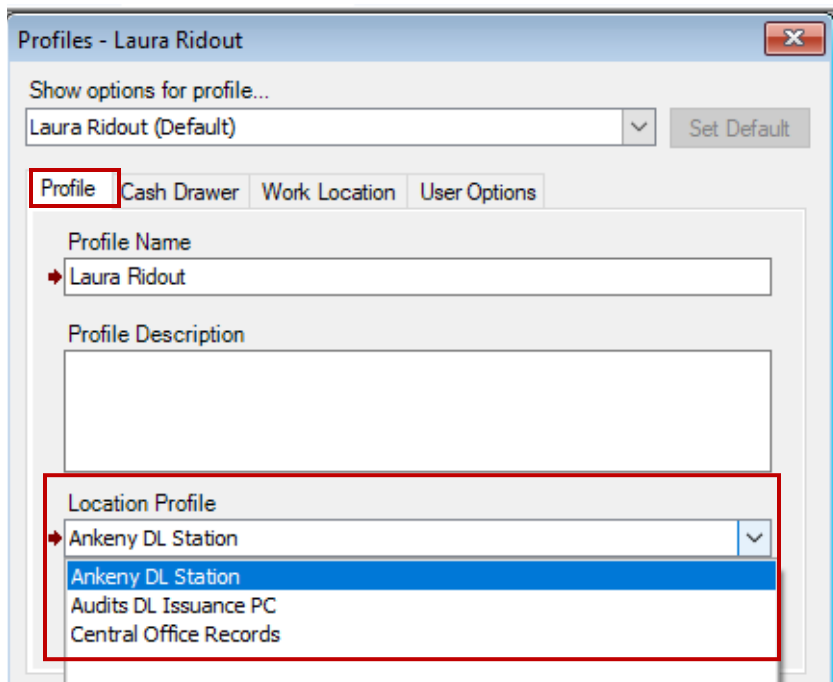 Profiles - Laura Ridout
Show options for profile...
Laura Ridout (Default)
Set Default
Profile Cash Drawer Work Location User Options
Profile Name
Laura Ridout
Profile Description
Location Profile
Ankeny DL Station
Ankeny DL Station
Audits DL Issuance PC
Central Office Records